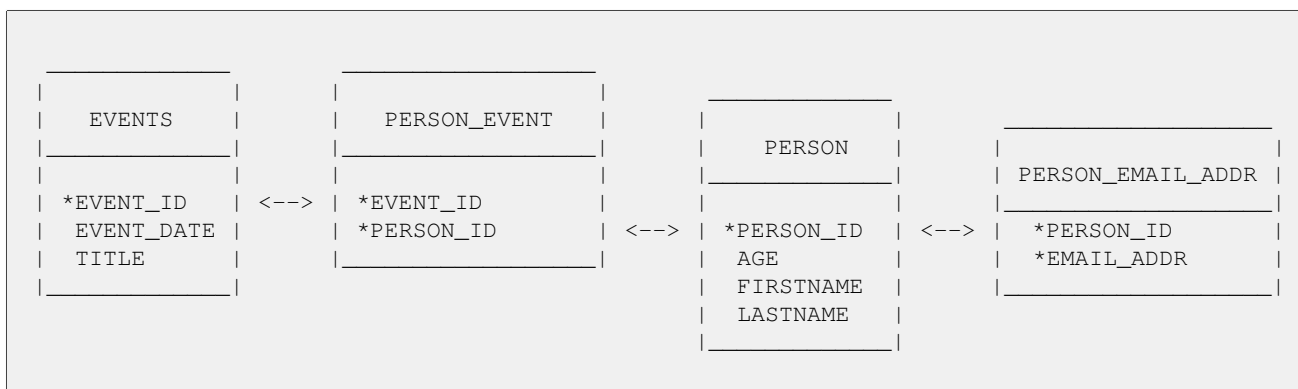 EVENTS PERSON_EVENT
PERSON
PERSON_EMAIL_ADDR
*EVENT_ID <--> *EVENT_ID
EVENT_DATE *PERSON_ID <--> *PERSON_ID <--> *PERSON_ID
TITLE AGE *EMAIL_ADDR
FIRSTNAME
LASTNAME